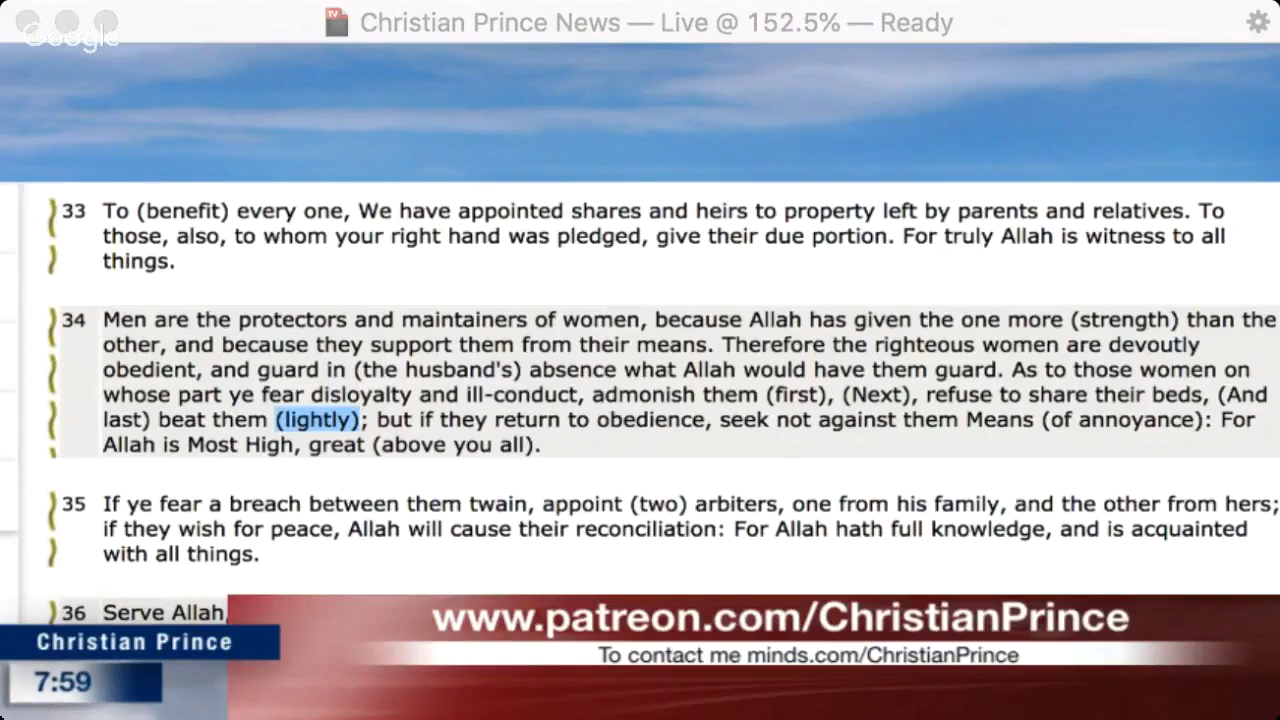 Christian Prince News — Live @ 152.5% — Ready
Google
33 To (benefit) every one, We have appointed shares and heirs to property left by parents and relatives. To
those, also, to whom your right hand was pledged, give their due portion. For truly Allah is witness to all
things.
34 Men are the protectors and maintainers of women, because Allah has given the one more (strength) than the
other, and because they support them from their means. Therefore the righteous women are devoutly
obedient, and guard in (the husband's) absence what Allah would have them guard. As to those women on
whose part ye fear disloyalty and ill-conduct, admonish them (first), (Next), refuse to share their beds, (And
last) beat them (lightly); but if they return to obedience, seek not against them Means (of annoyance): For
Allah is Most High, great (above you all).
35 If ye fear a breach between them twain, appoint (two) arbiters, one from his family, and the other from hers;
if they wish for peace, Allah will cause their reconciliation: For Allah hath full knowledge, and is acquainted
with all things.
36 Serve Allah,
www.patreon.com/ChristianPrince
Christian Prince
To contact me minds.com/ChristianPrince
7:59